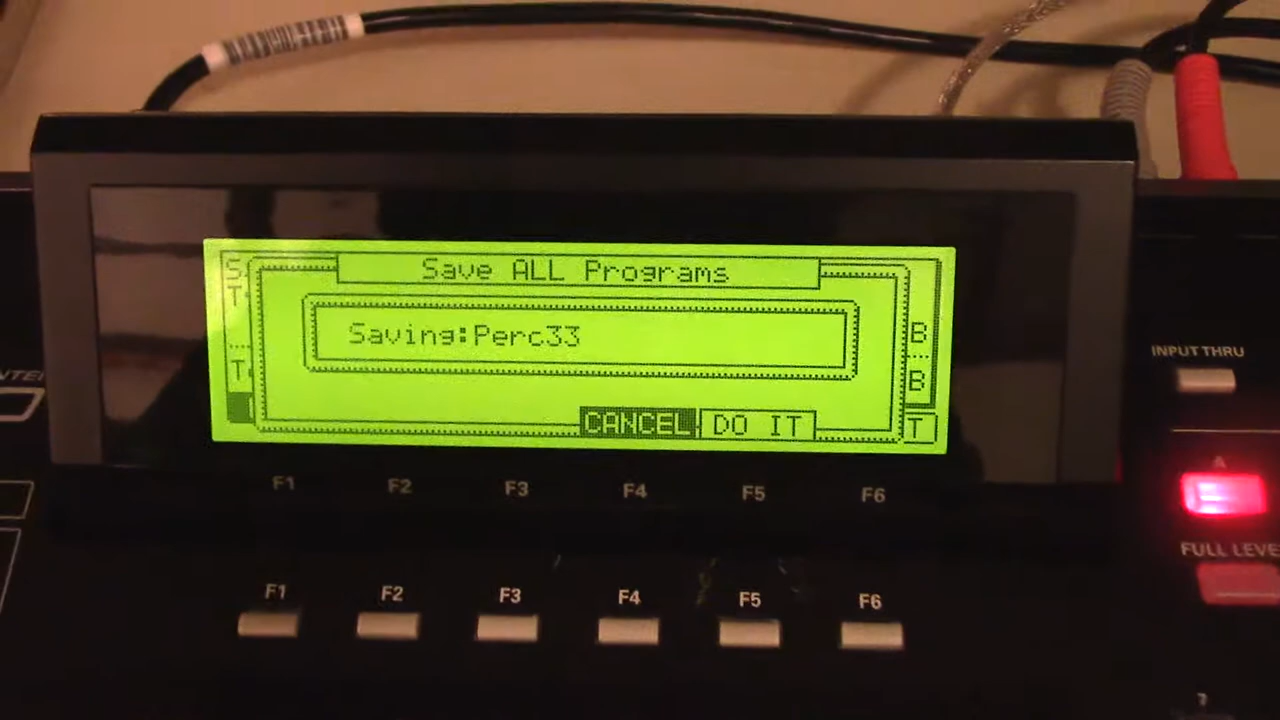 Save ALL Programs
Saving:Perc33
B
B
CANCEL DO IT T
F1 F2 F3 F4 F5 F6
F1 F2 F3 F4 F5 F6
INPUT THRU
A
FULL LEVE